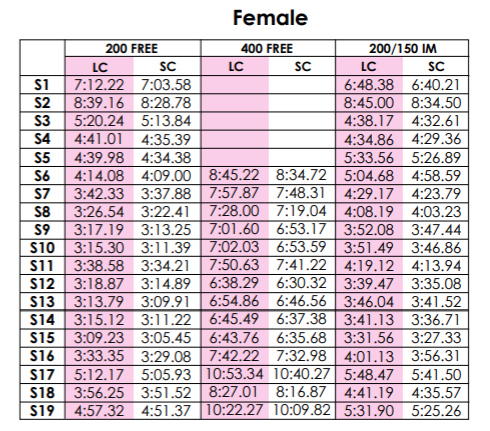 Female
200 FREE 400 FREE 200/150 IM
LC SC LC SC LC SC
S1 7:12.22 7:03.58 6:48.38 6:40.21
S2 8:39.16 8:28.78 8:45.00 8:34.50
S3 5:20.24 5:13.84 4:38.17 4:32.61
S4 4:41.01 4:35.39 4:34.86 4:29.36
S5 4:39.98 4:34.38 5:33.56 5:26.89
S6 4:14.08 4:09.00 8:45.22 8:34.72 5:04.68 4:58.59
S7 3:42.33 3:37.88 7:57.87 7:48.31 4:29.17 4:23.79
S8 3:26.54 3:22.41 7:28.00 7:19.04 4:08.19 4:03.23
S9 3:17.19 3:13.25 7:01.60 6:53.17 3:52.08 3:47.44
S10 3:15.30 3:11.39 7:02.03 6:53.59 3:51.49 3:46.86
S11 3:38.58 3:34.21 7:50.63 7:41.22 4:19.12 4:13.94
S12 3:18.87 3:14.89 6:38.29 6:30.32 3:39.47 3:35.08
S13 3:13.79 3:09.91 6:54.86 6:46.56 3:46.04 3:41.52
S14 3:15.12 3:11.22 6:45.49 6:37.38 3:41.13 3:36.71
S15 3:09.23 3:05.45 6:43.76 6:35.68 3:31.56 3:27.33
S16 3:33.35 3:29.08 7:42.22 7:32.98 4:01.13 3:56.31
S17 5:12.17 5:05.93 10:53.34 10:40.27 5:48.47 5:41.50
S18 3:56.25 3:51.52 8:27.01 8:16.87 4:41.19 4:35.57
S19 4:57.32 4:51.37 10:22.27 10:09.82 5:31.90 5:25.26